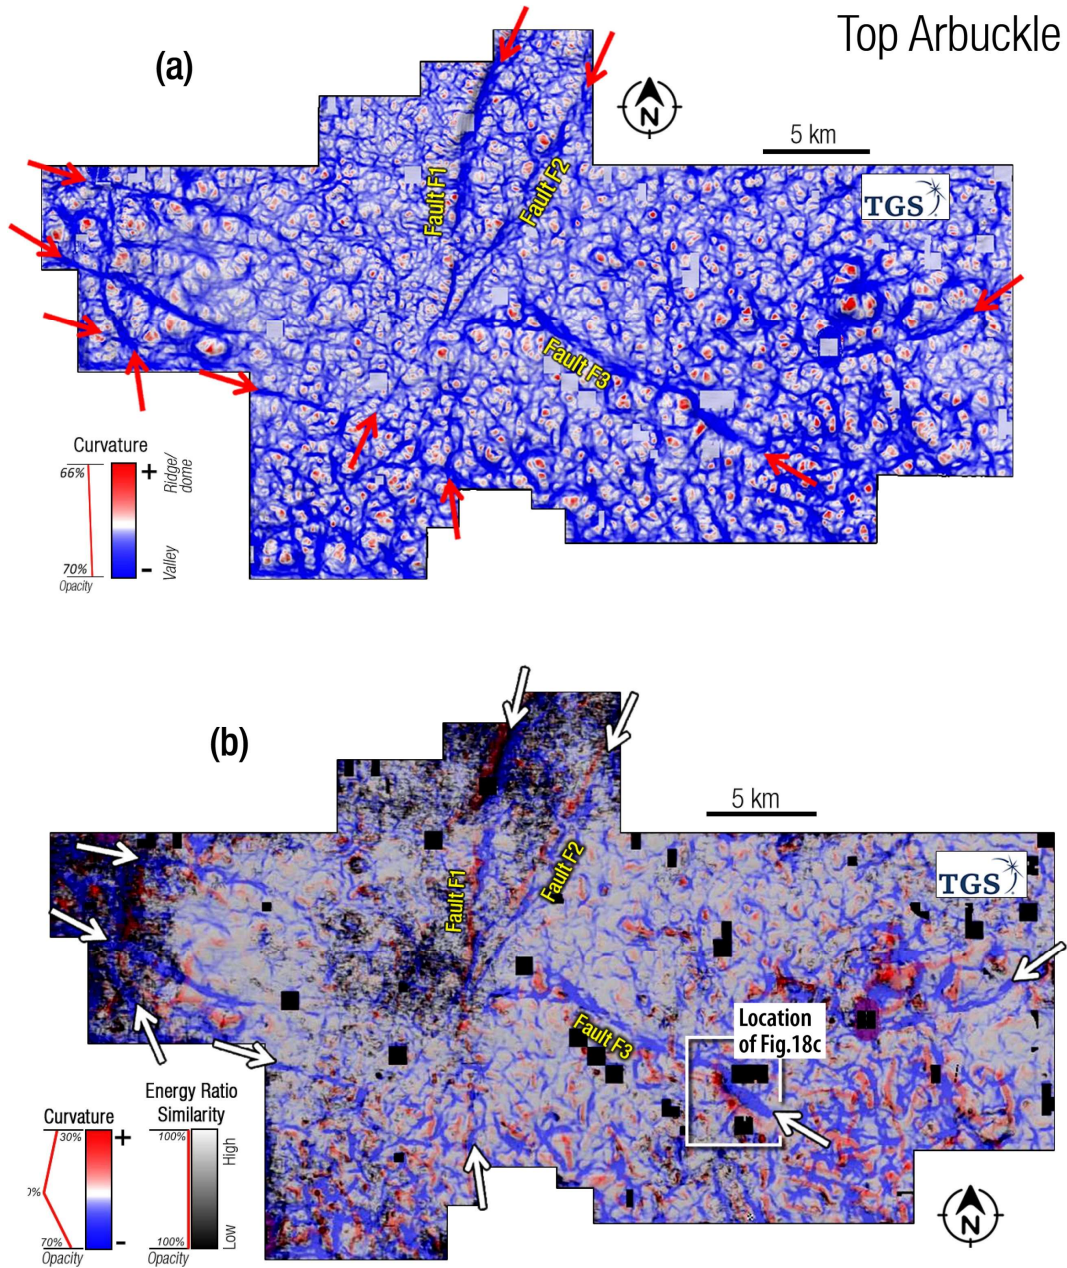 Top Arbuckle
(a)
N
5 km
TGS
Fault F1
Fault F2
Fault F3
Curvature
66%
+
Ridge/
dome
70%
-
Valley
Opacity
(b)
5 km
TGS
Fault F1
Fault F2
Fault F3
Location
of Fig.18c
Energy Ratio
Similarity
Curvature
30%
+
100%
High
0%
70%
-
100%
Low
Opacity
Opacity
N